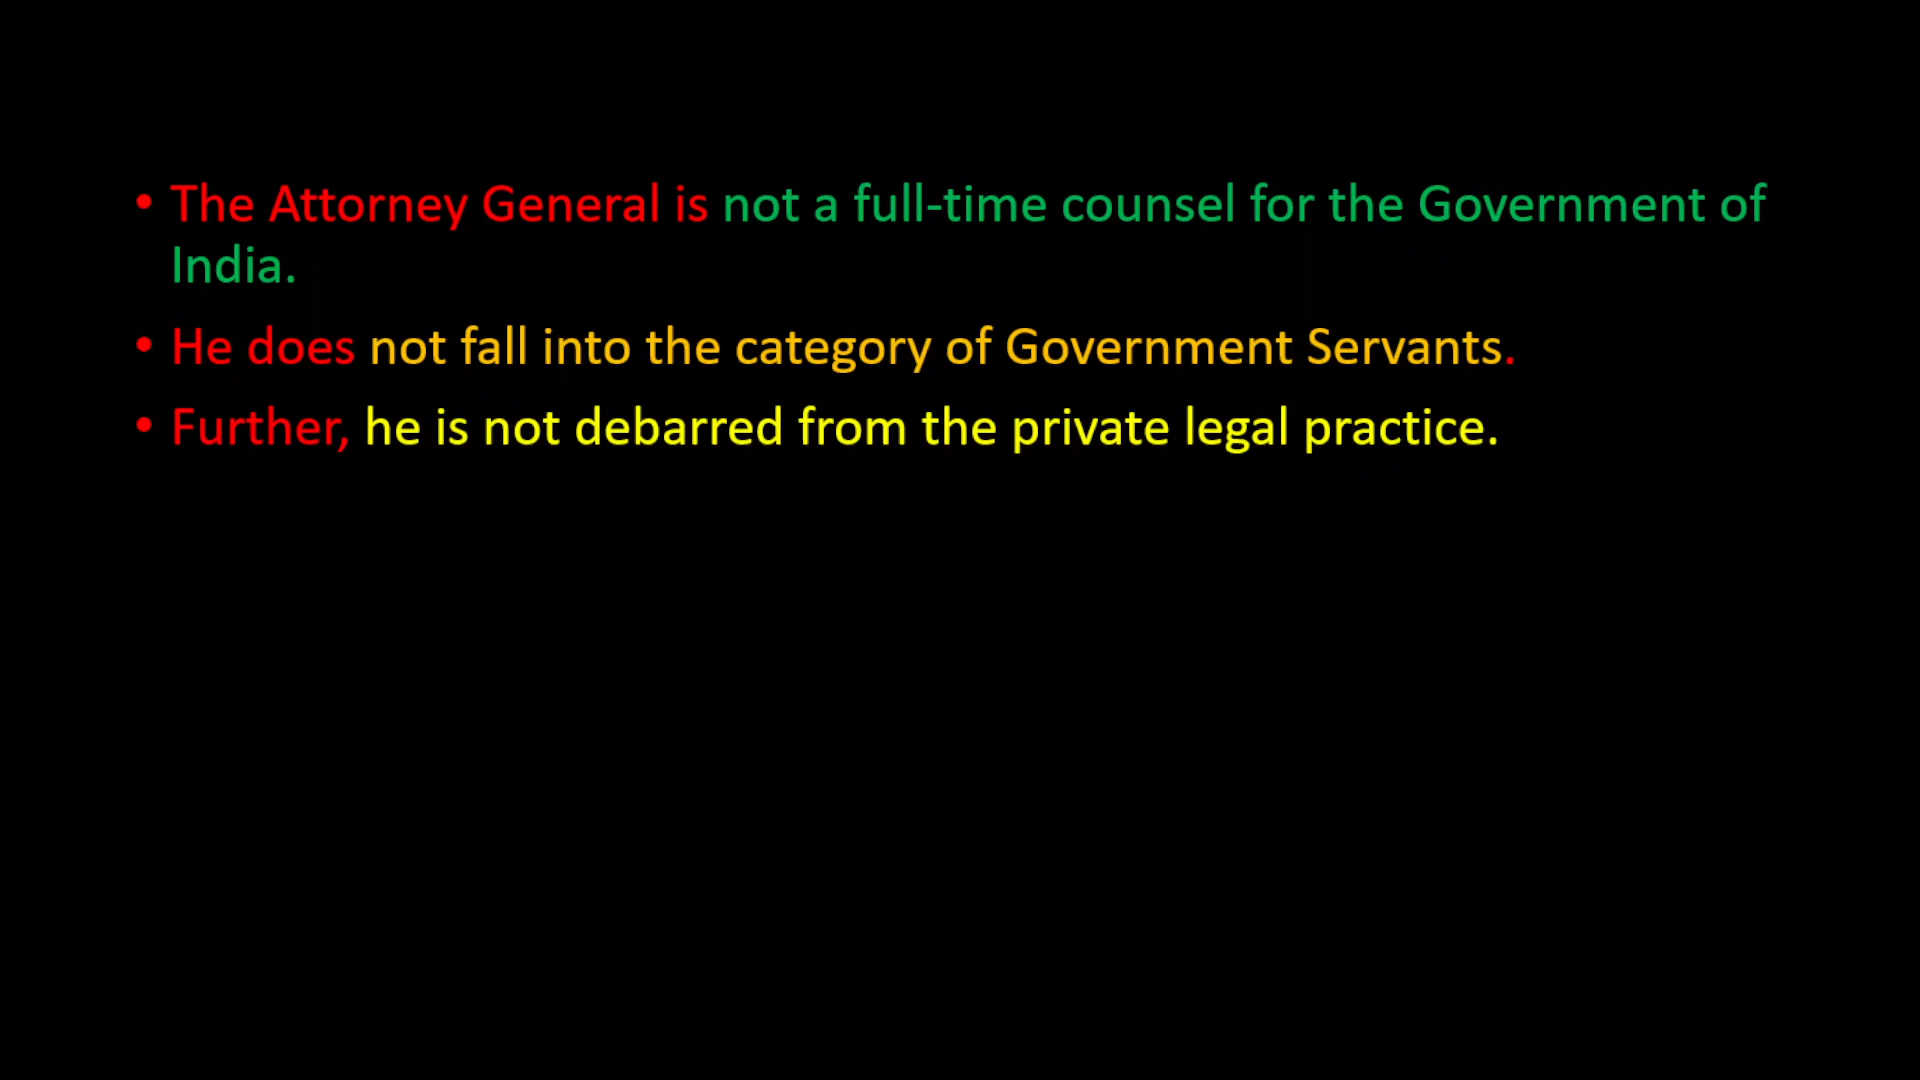 • The Attorney General is not a full-time counsel for the Government of
India.
• He does not fall into the category of Government Servants.
• Further, he is not debarred from the private legal practice.